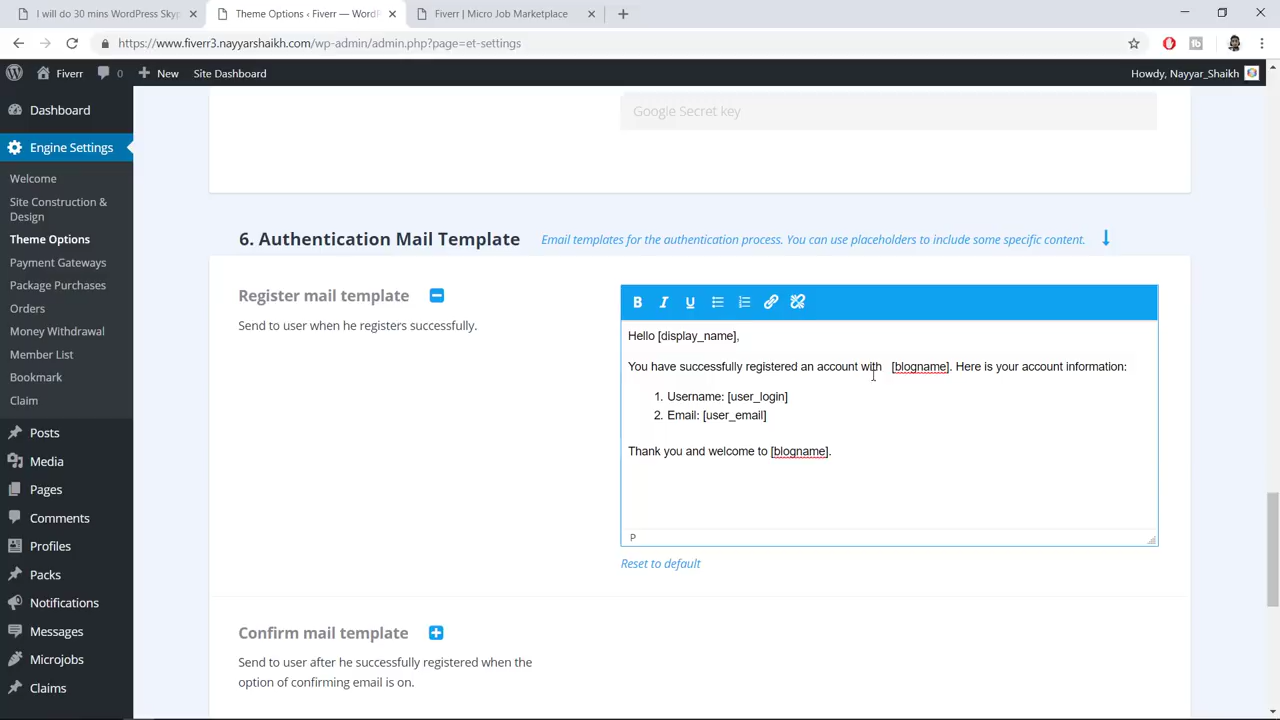 I will do 30 mins WordPress Skyp
Theme Options ‹ Fiverr — WordP
Fiverr | Micro Job Marketplace
https://www.fiverr3.nayyarshaikh.com/wp-admin/admin.php?page=et-settings
Fiverr
0
New
Site Dashboard
Howdy, Nayyar_Shaikh
Dashboard
Engine Settings
Welcome
Site Construction &
Design
Theme Options
Payment Gateways
Package Purchases
Orders
Money Withdrawal
Member List
Bookmark
Claim
Posts
Media
Pages
Comments
Profiles
Packs
Notifications
Messages
Microjobs
Claims
Google Secret key
6. Authentication Mail Template
Email templates for the authentication process. You can use placeholders to include some specific content.
Register mail template
Send to user when he registers successfully.
B I U
Hello [display_name],
You have successfully registered an account with [blogname]. Here is your account information:
1. Username: [user_login]
2. Email: [user_email]
Thank you and welcome to [blogname].
P
Reset to default
Confirm mail template
Send to user after he successfully registered when the
option of confirming email is on.